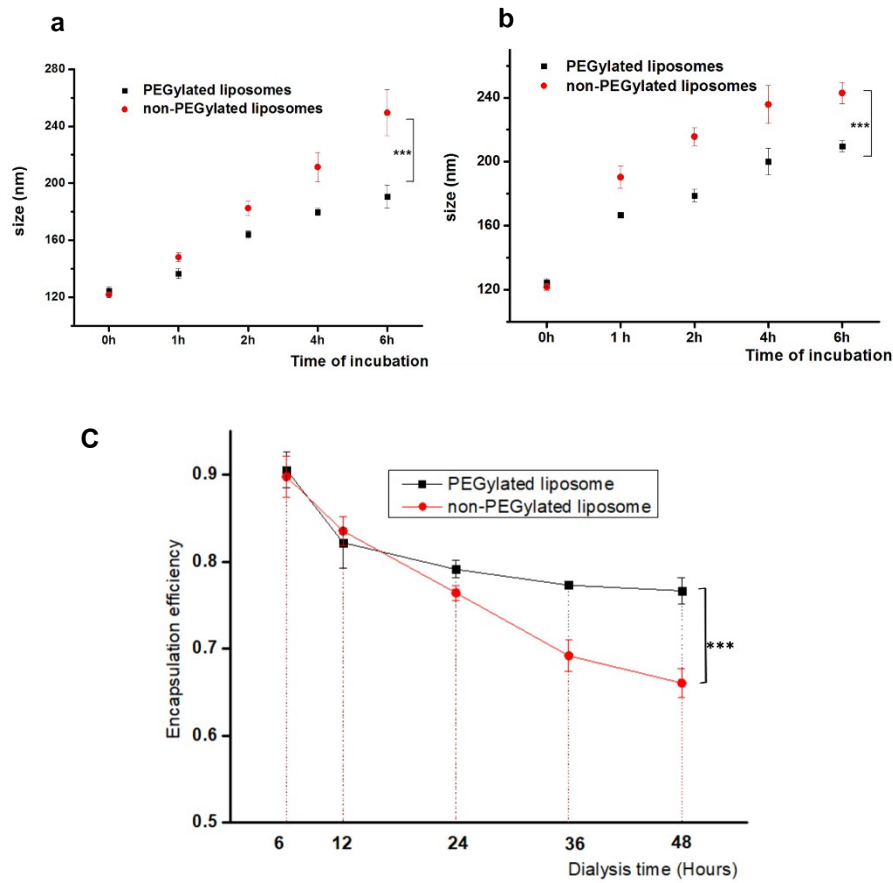 a
PEGylated liposomes
non-PEGylated liposomes
280
240
200
160
120
size (nm)
***
0h
1h
2h
4h
6h
Time of incubation
b
PEGylated liposomes
non-PEGylated liposomes
240
200
160
120
size (nm)
***
0h
1 h
2h
4h
6h
Time of incubation
C
PEGylated liposome
non-PEGylated liposome
0.9
0.8
0.7
0.6
0.5
Encapsulation efficiency
***
6
12
24
36
48
Dialysis time (Hours)